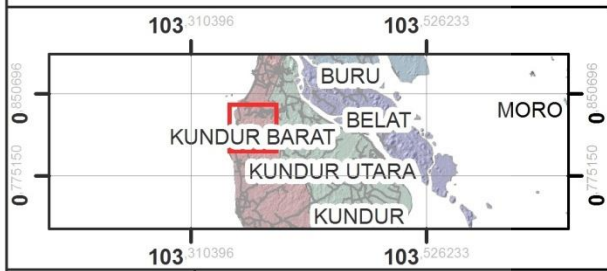 103,310396 103,526233
0,850696 0,850696
BURU
MORO
BELAT
KUNDUR BARAT
KUNDUR UTARA
0,775150 0,775150
KUNDUR
103,310396 103,526233